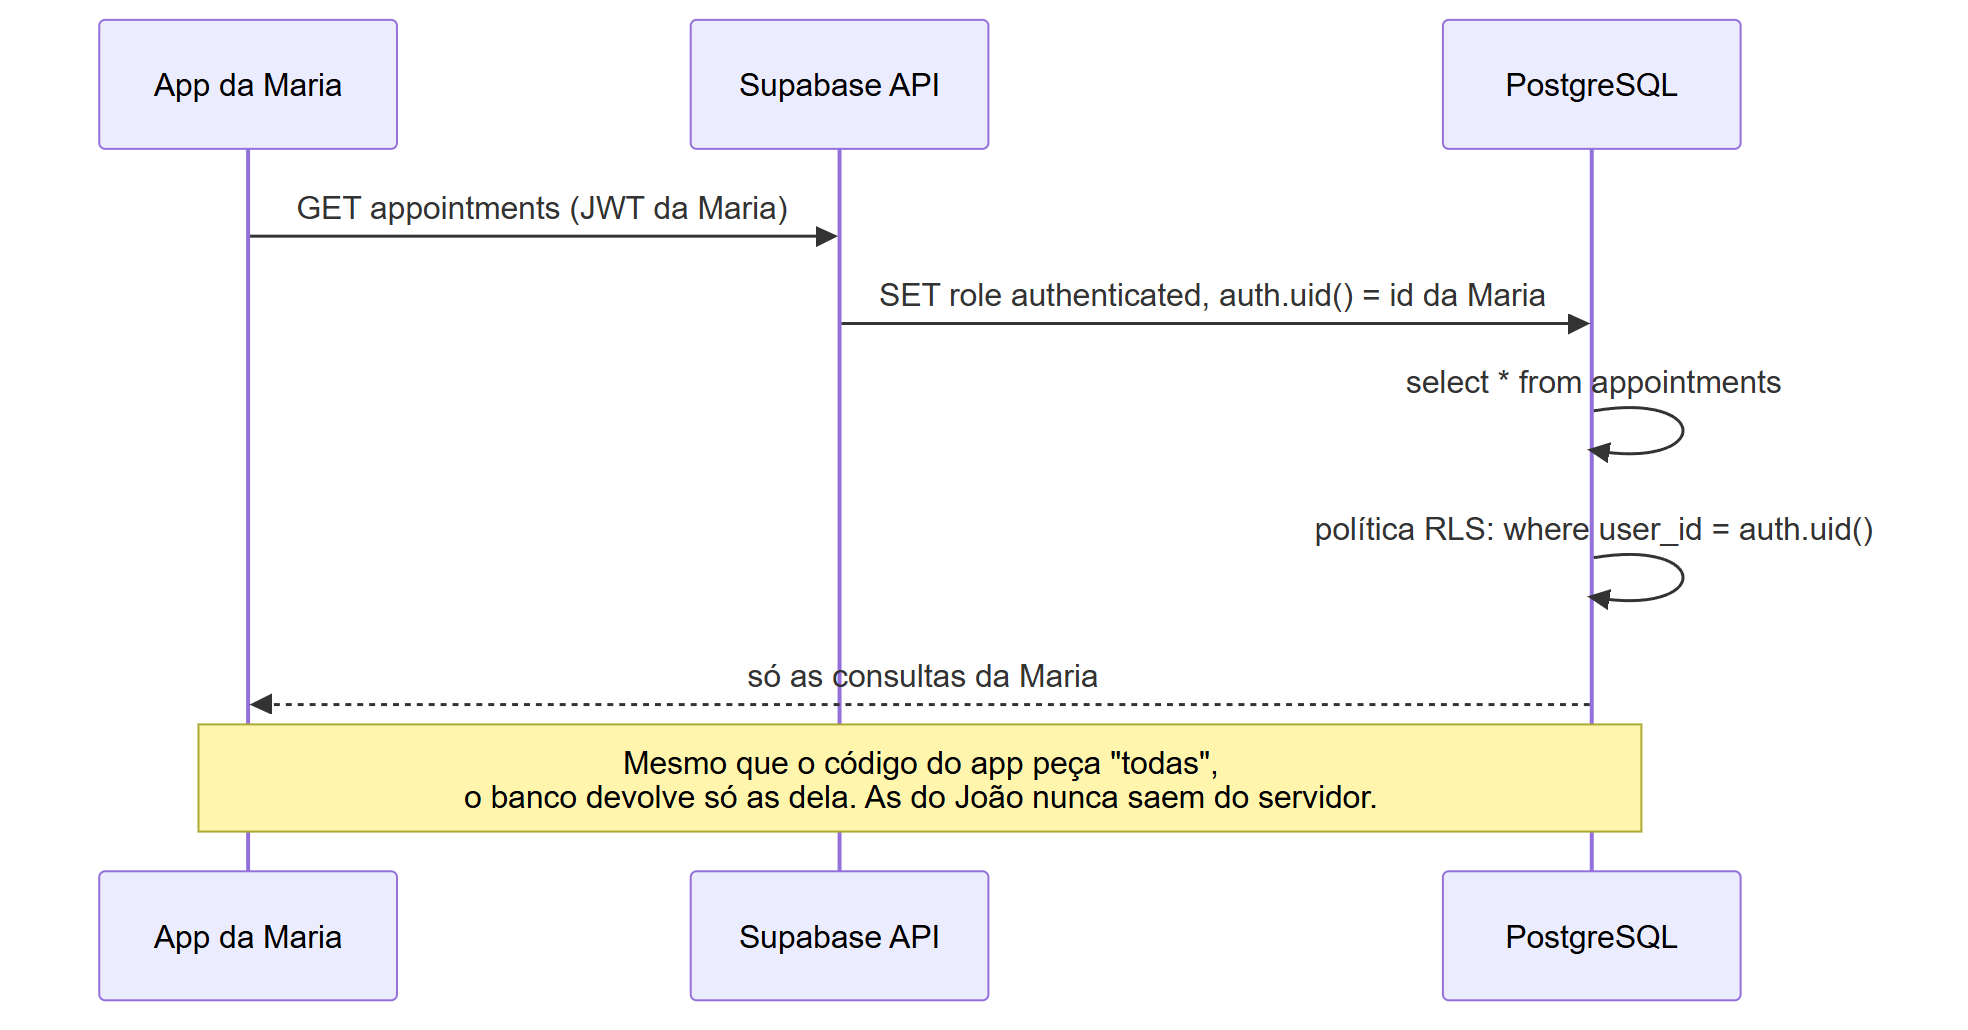 App da Maria
Supabase API
PostgreSQL
GET appointments (JWT da Maria)
SET role authenticated, auth.uid() = id da Maria
select * from appointments
política RLS: where user_id = auth.uid()
só as consultas da Maria
Mesmo que o código do app peça "todas",
o banco devolve só as dela. As do João nunca saem do servidor.
App da Maria
Supabase API
PostgreSQL